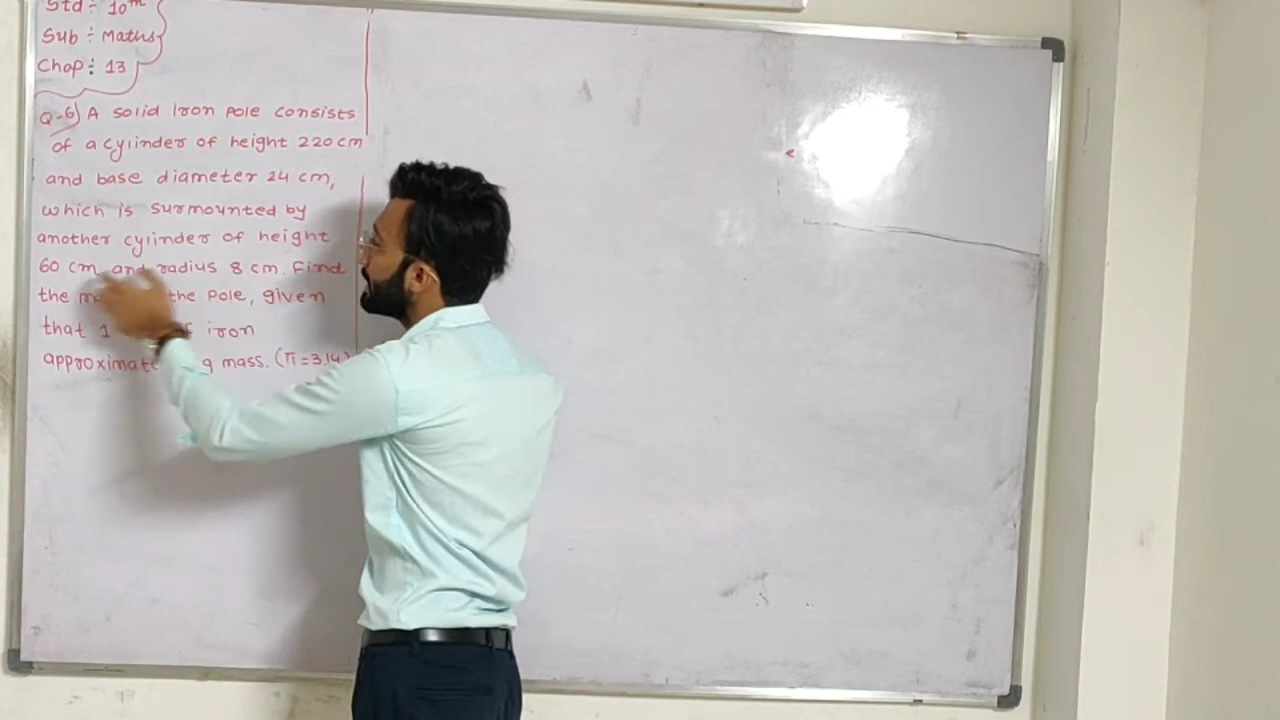 Std : 10th
Sub : Maths
Chap : 13
Q-6) A solid Iron Pole consists
of a cylinder of height 220 cm
and base diameter 24 cm,
which is surmounted by
another cylinder of height
60 cm and radius 8 cm. Find
the the Pole, given
that 1 iron
mass. (π = 3.14)